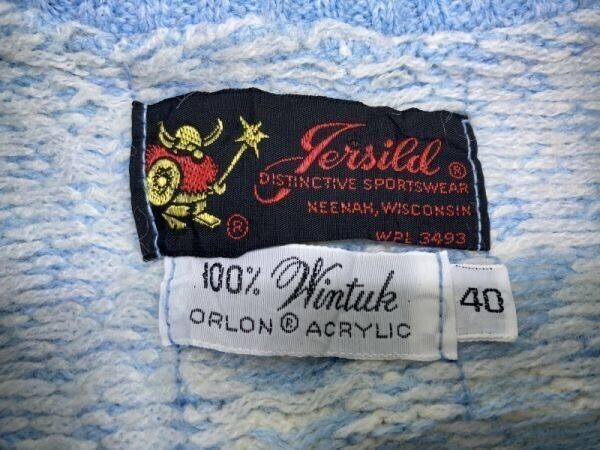 Jersild ®
DISTINCTIVE SPORTSWEAR
NEENAH, WISCONSIN
® WPL 3493
100% Wintuk
ORLON ® ACRYLIC
40